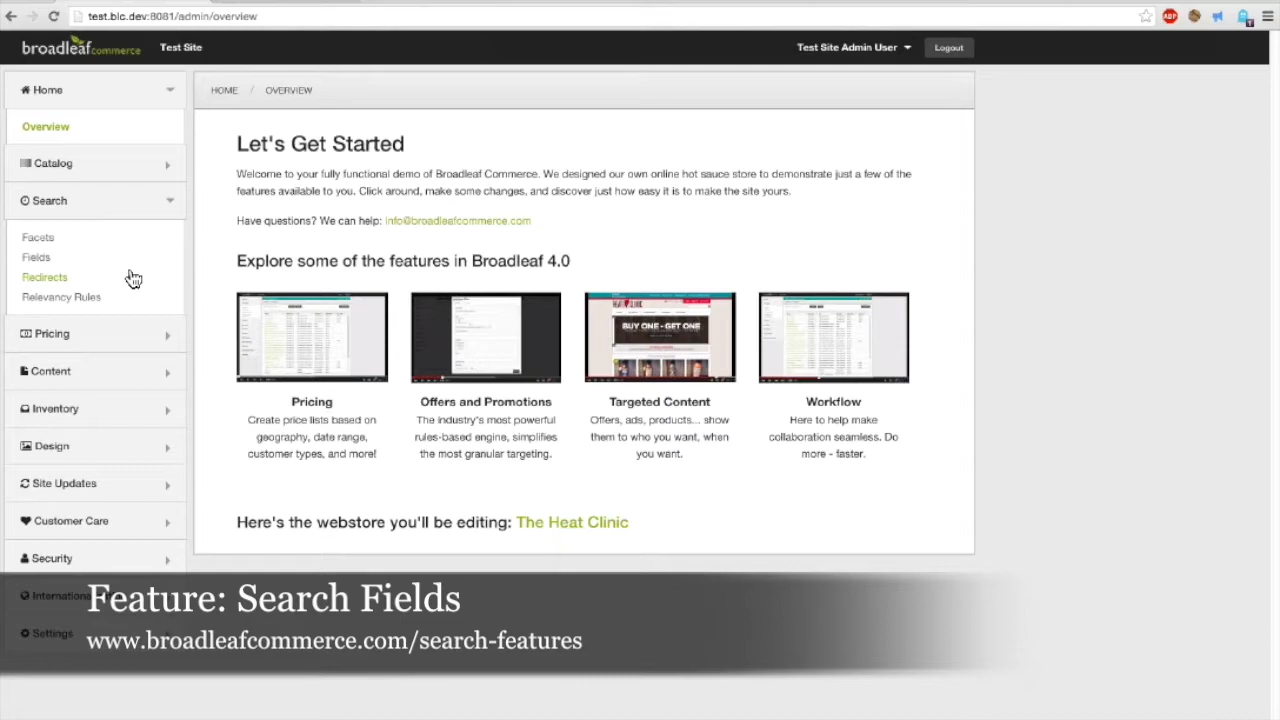 test.blc.dev:8081/admin/overview
ABP
broadleafcommerce
Test Site
Test Site Admin User
Logout
Home
Overview
Catalog
Search
Facets
Fields
Redirects
Relevancy Rules
Pricing
Content
Inventory
Design
Site Updates
Customer Care
Security
Settings
HOME / OVERVIEW
Let's Get Started
Welcome to your fully functional demo of Broadleaf Commerce. We designed our own online hot sauce store to demonstrate just a few of the
features available to you. Click around, make some changes, and discover just how easy it is to make the site yours.
Have questions? We can help: info@broadleafcommerce.com
Explore some of the features in Broadleaf 4.0
BUY ONE - GET ONE
Pricing
Create price lists based on
geography, date range,
customer types, and more!
Offers and Promotions
The industry's most powerful
rules-based engine, simplifies
the most granular targeting.
Targeted Content
Offers, ads, products... show
them to who you want, when
you want.
Workflow
Here to help make
collaboration seamless. Do
more - faster.
Here's the webstore you'll be editing: The Heat Clinic
Feature: Search Fields
www.broadleafcommerce.com/search-features